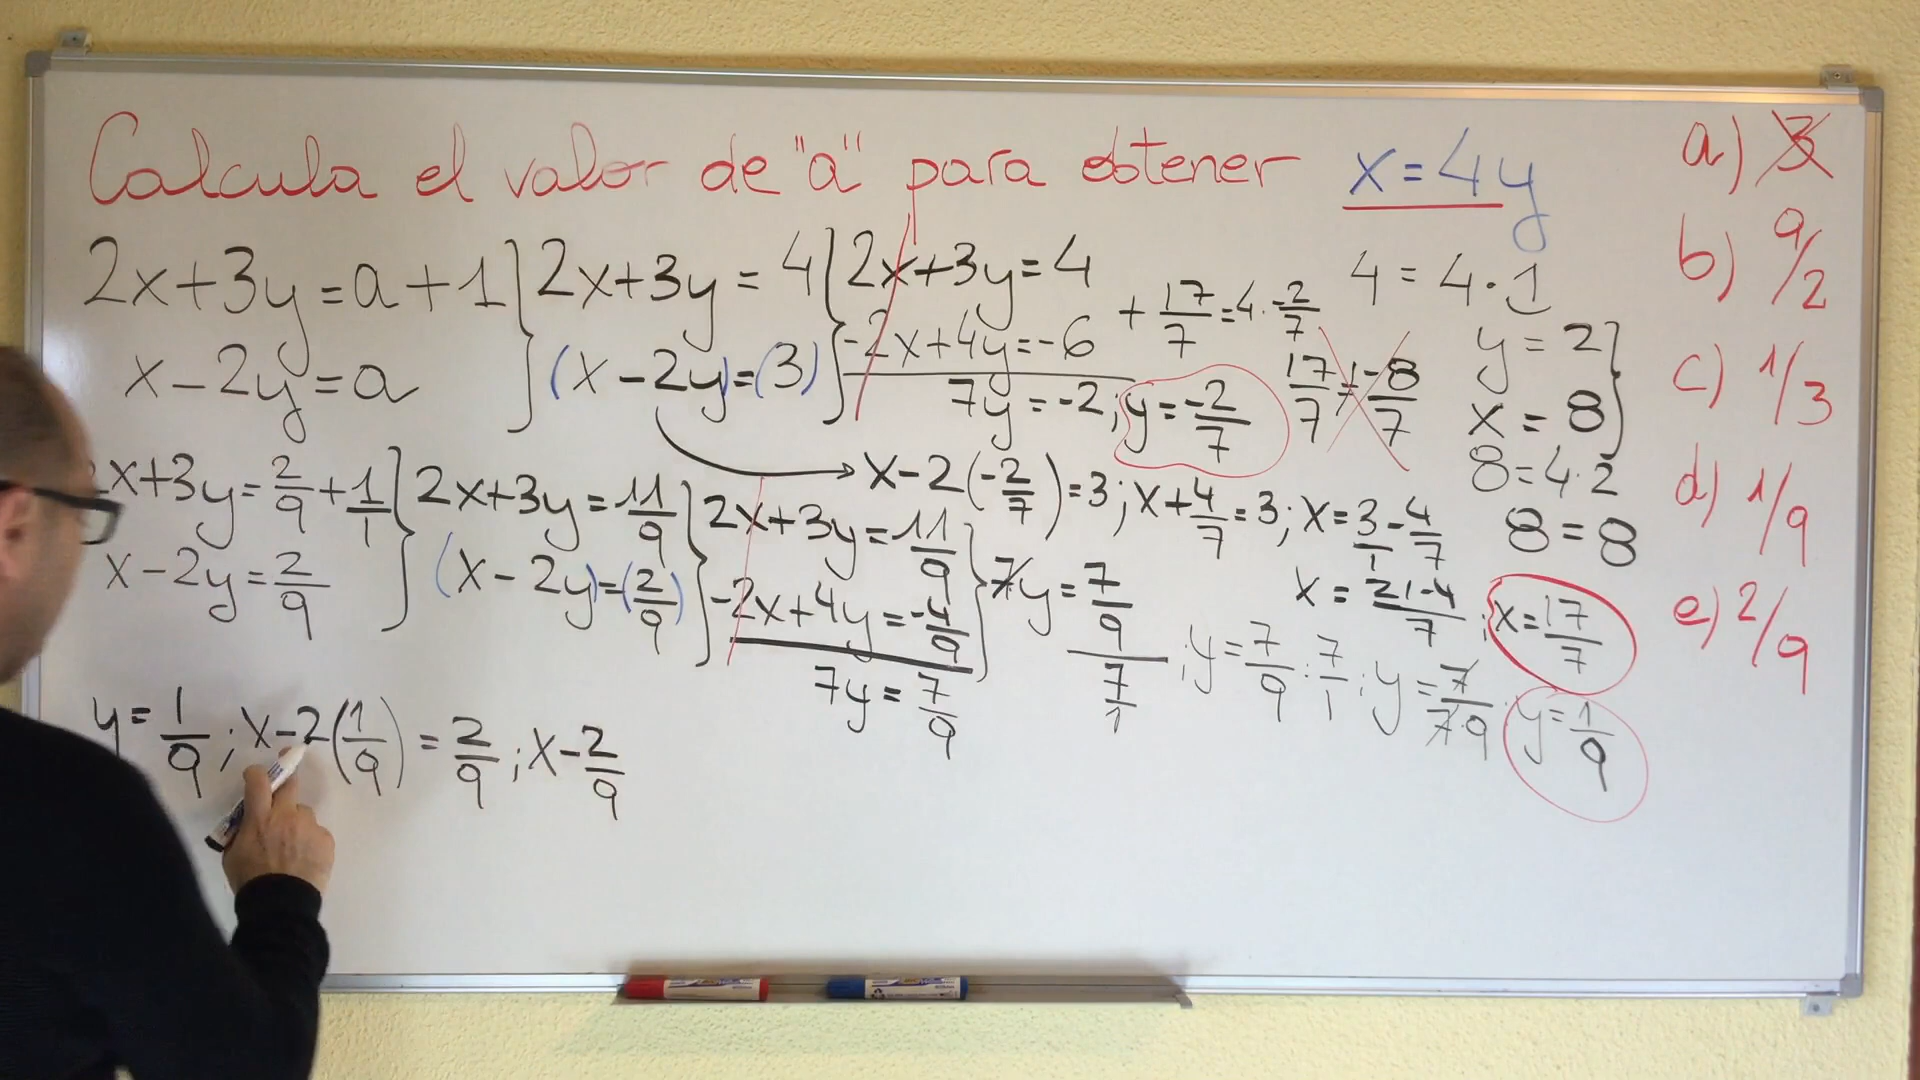 Calcula el valor de "a" para obtener x=4y
2x+3y=a+1 } 2x+3y=4 } 2x+3y=4
x-2y=a } (x-2y)=(3) } -2x+4y=-6
7y=-2; y=-2/7
+ 17/7=4·-2/7
17/7≠-8/7
4=4·1
y=2 }
x=8 }
8=4·2
8=8
x-2(-2/7)=3; x+4/7=3; x=3/1-4/7
x=21-4/7; x=17/7
x+3y=2/9+1/1 } 2x+3y=11/9 } 2x+3y=11/9
x-2y=2/9 } (x-2y)=(2/9) } -2x+4y=-4/9
7y=7/9
7y=7/9 / 7/1; y=7/9:7/1; y=7/7·9; y=1/9
y=1/9; x-2(1/9)=2/9; x-2/9
a) 3
b) 9/2
c) 1/3
d) 1/9
e) 2/9